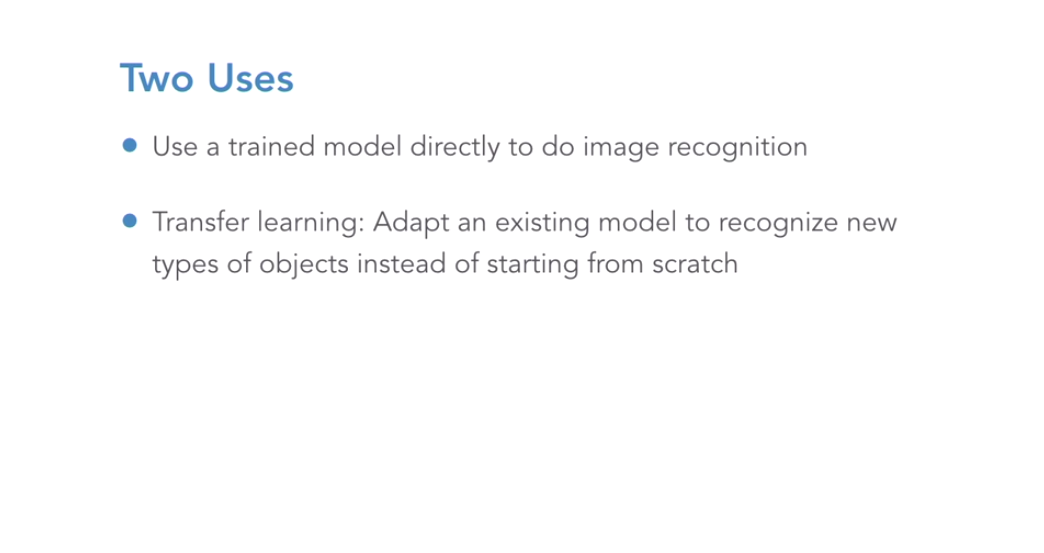 Two Uses
● Use a trained model directly to do image recognition
● Transfer learning: Adapt an existing model to recognize new
types of objects instead of starting from scratch